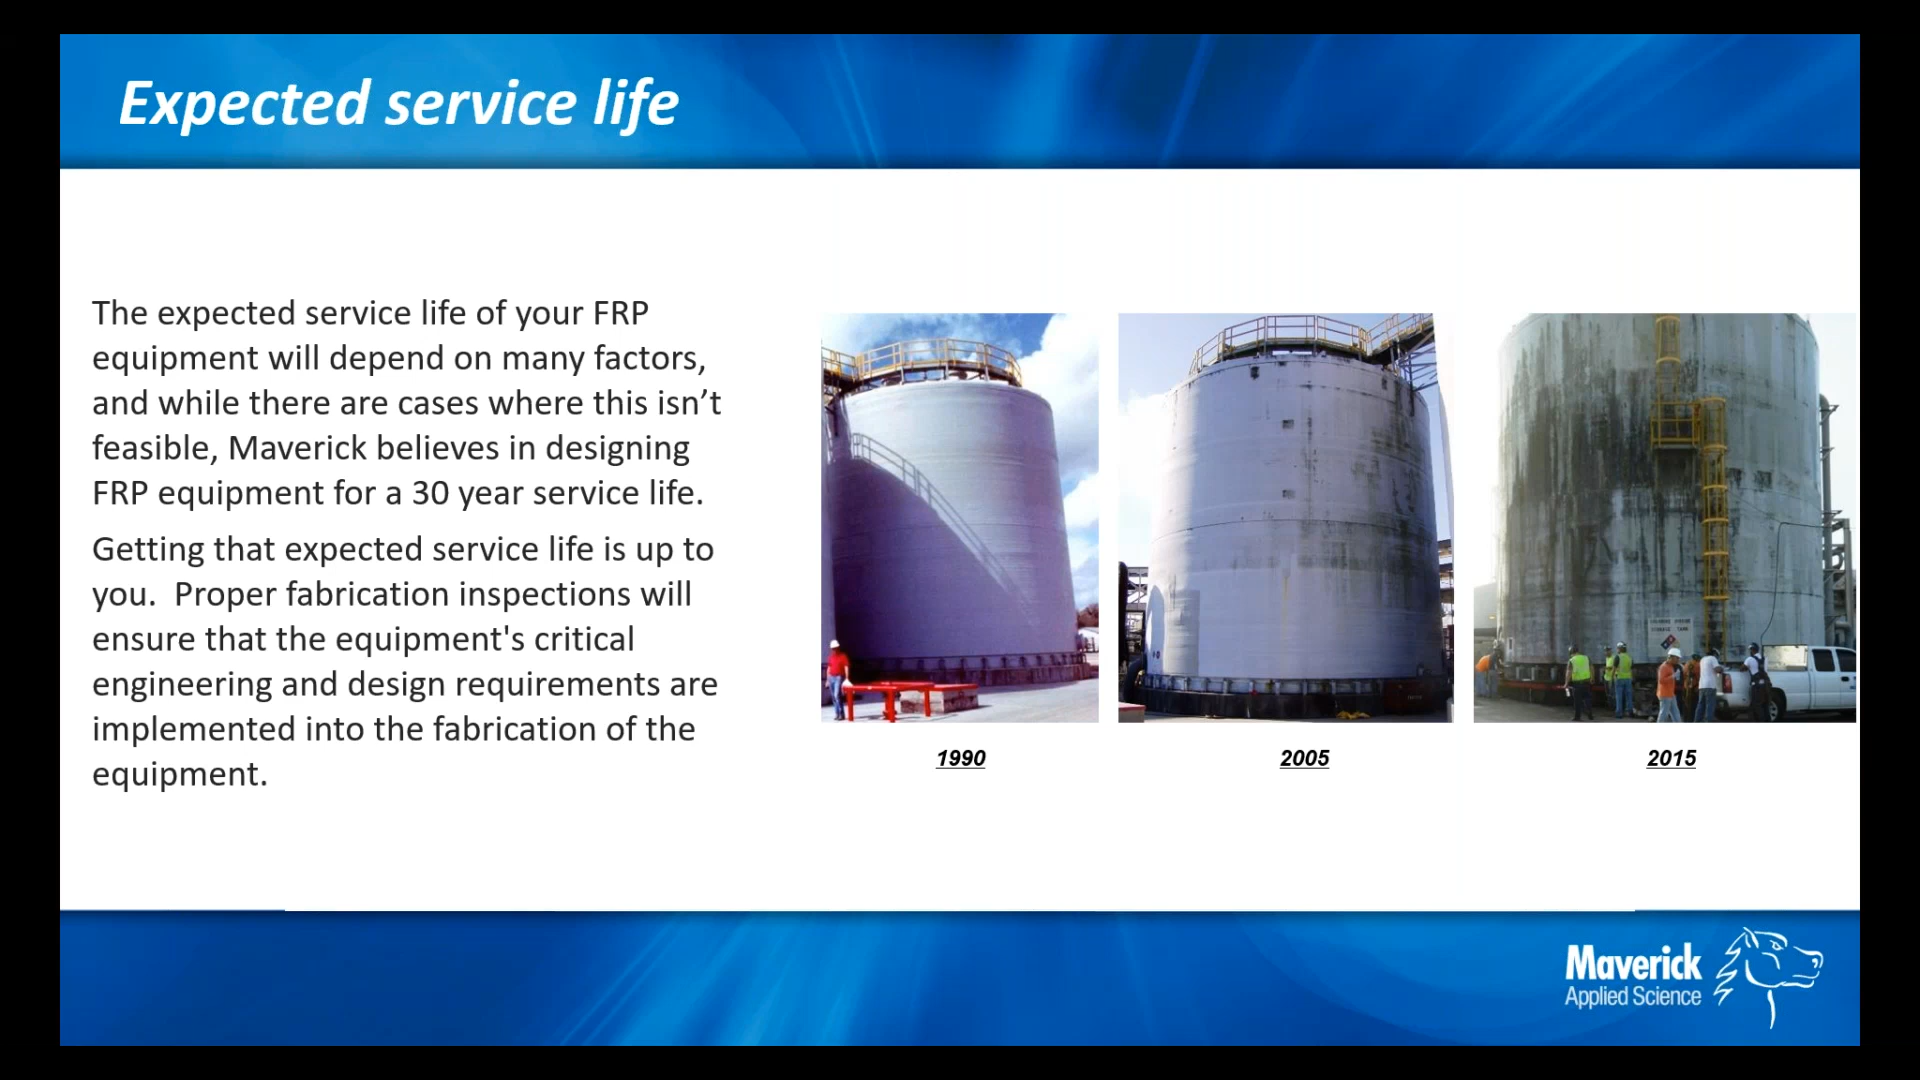 Expected service life
The expected service life of your FRP
equipment will depend on many factors,
and while there are cases where this isn’t
feasible, Maverick believes in designing
FRP equipment for a 30 year service life.
Getting that expected service life is up to
you.  Proper fabrication inspections will
ensure that the equipment's critical
engineering and design requirements are
implemented into the fabrication of the
equipment.
1990
2005
2015
Maverick
Applied Science